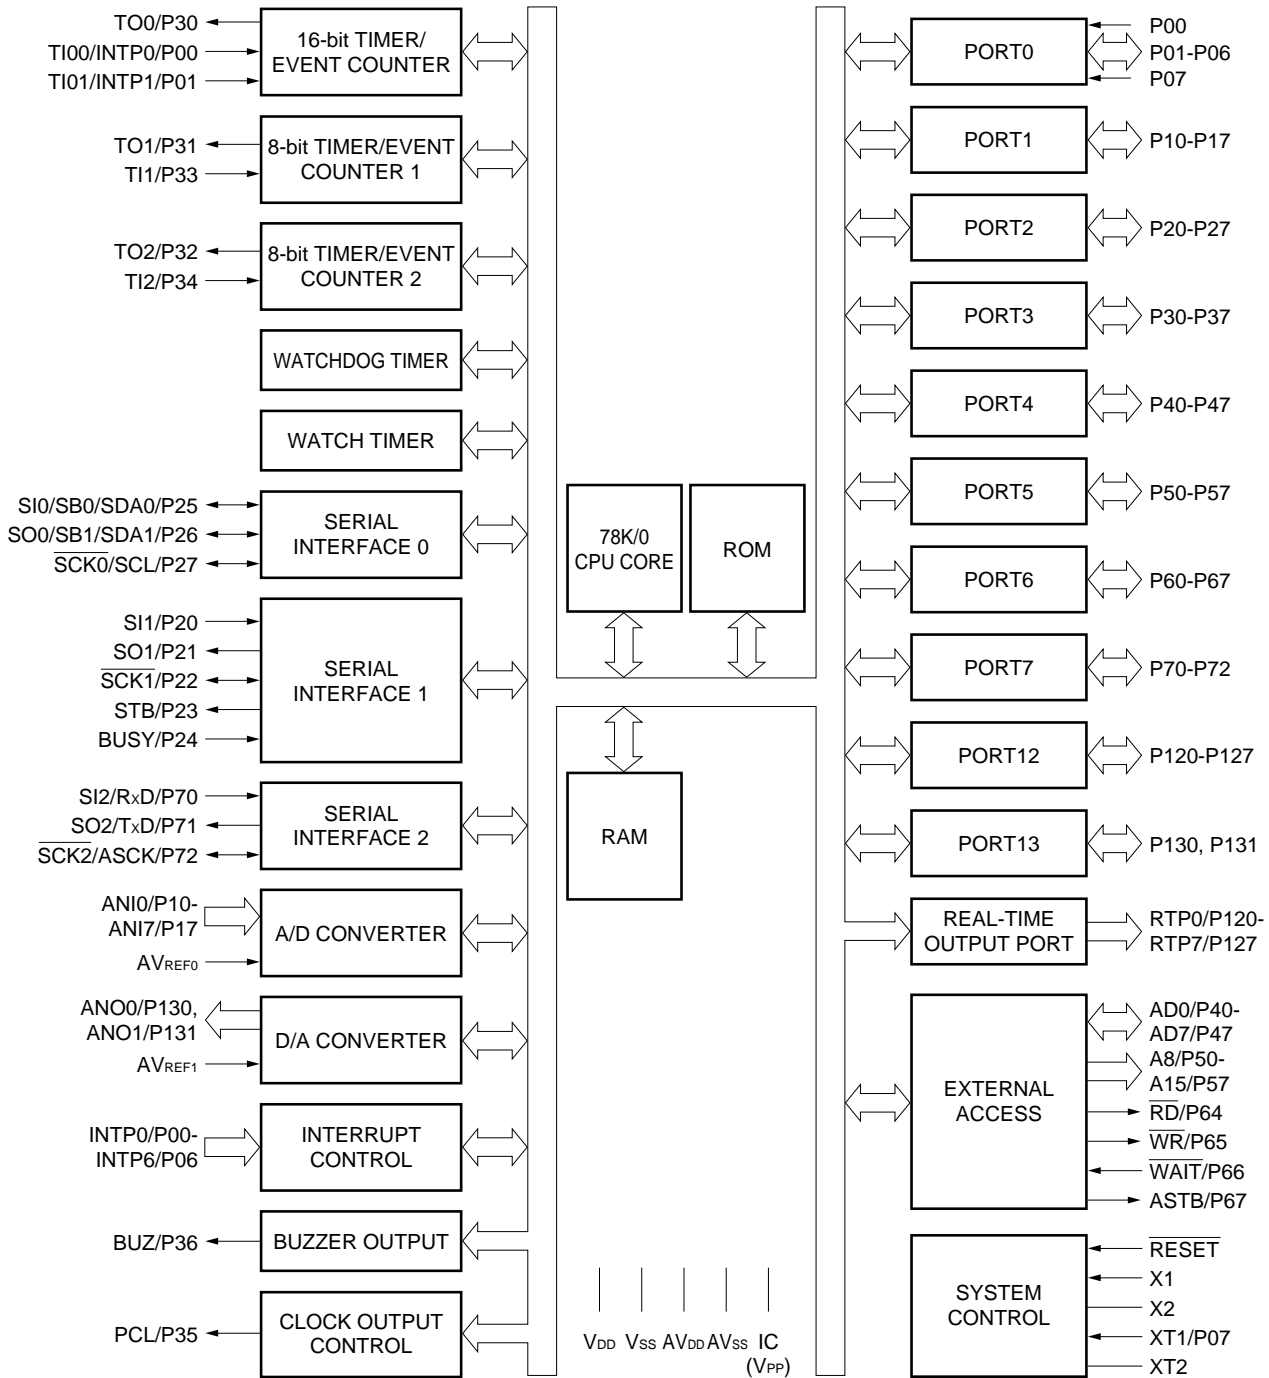 TO0/P30
TI00/INTP0/P00
TI01/INTP1/P01
16-bit TIMER/
EVENT COUNTER
TO1/P31
TI1/P33
8-bit TIMER/EVENT
COUNTER 1
TO2/P32
TI2/P34
8-bit TIMER/EVENT
COUNTER 2
WATCHDOG TIMER
WATCH TIMER
SI0/SB0/SDA0/P25
SO0/SB1/SDA1/P26
SCK0/SCL/P27
SERIAL
INTERFACE 0
SI1/P20
SO1/P21
SCK1/P22
STB/P23
BUSY/P24
SERIAL
INTERFACE 1
SI2/RxD/P70
SO2/TxD/P71
SCK2/ASCK/P72
SERIAL
INTERFACE 2
ANI0/P10-
ANI7/P17
AVREF0
A/D CONVERTER
ANO0/P130,
ANO1/P131
AVREF1
D/A CONVERTER
INTP0/P00-
INTP6/P06
INTERRUPT
CONTROL
BUZ/P36
BUZZER OUTPUT
PCL/P35
CLOCK OUTPUT
CONTROL
78K/0
CPU CORE
ROM
RAM
VDD VSS AVDD AVSS IC
(VPP)
PORT0
P00
P01-P06
P07
PORT1
P10-P17
PORT2
P20-P27
PORT3
P30-P37
PORT4
P40-P47
PORT5
P50-P57
PORT6
P60-P67
PORT7
P70-P72
PORT12
P120-P127
PORT13
P130, P131
REAL-TIME
OUTPUT PORT
RTP0/P120-
RTP7/P127
EXTERNAL
ACCESS
AD0/P40-
AD7/P47
A8/P50-
A15/P57
RD/P64
WR/P65
WAIT/P66
ASTB/P67
SYSTEM
CONTROL
RESET
X1
X2
XT1/P07
XT2